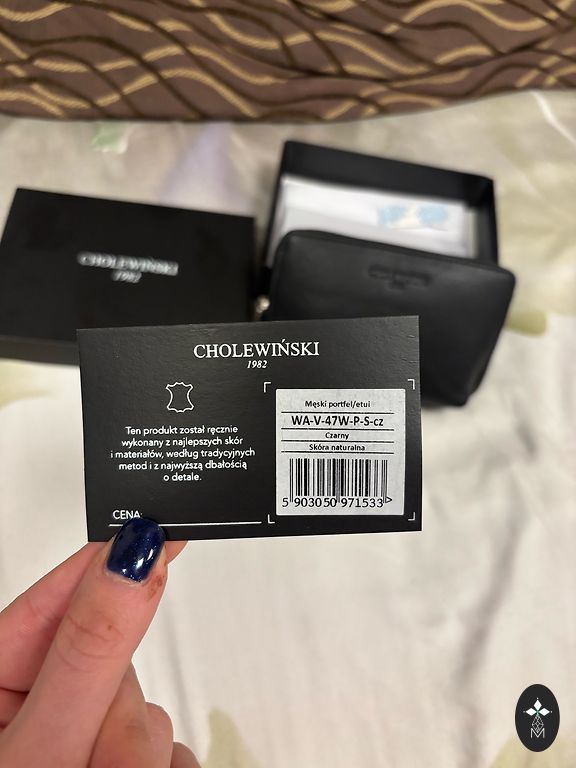 CHOLEWIŃSKI
1982
CHOLEWIŃSKI
1982
Ten produkt został ręcznie
wykonany z najlepszych skór
i materiałów, według tradycyjnych
metod i z najwyższą dbałością
o detale.
CENA:
Męski portfel/etui
WA-V-47W-P-S-cz
Czarny
Skóra naturalna
5 903050 971533>
M